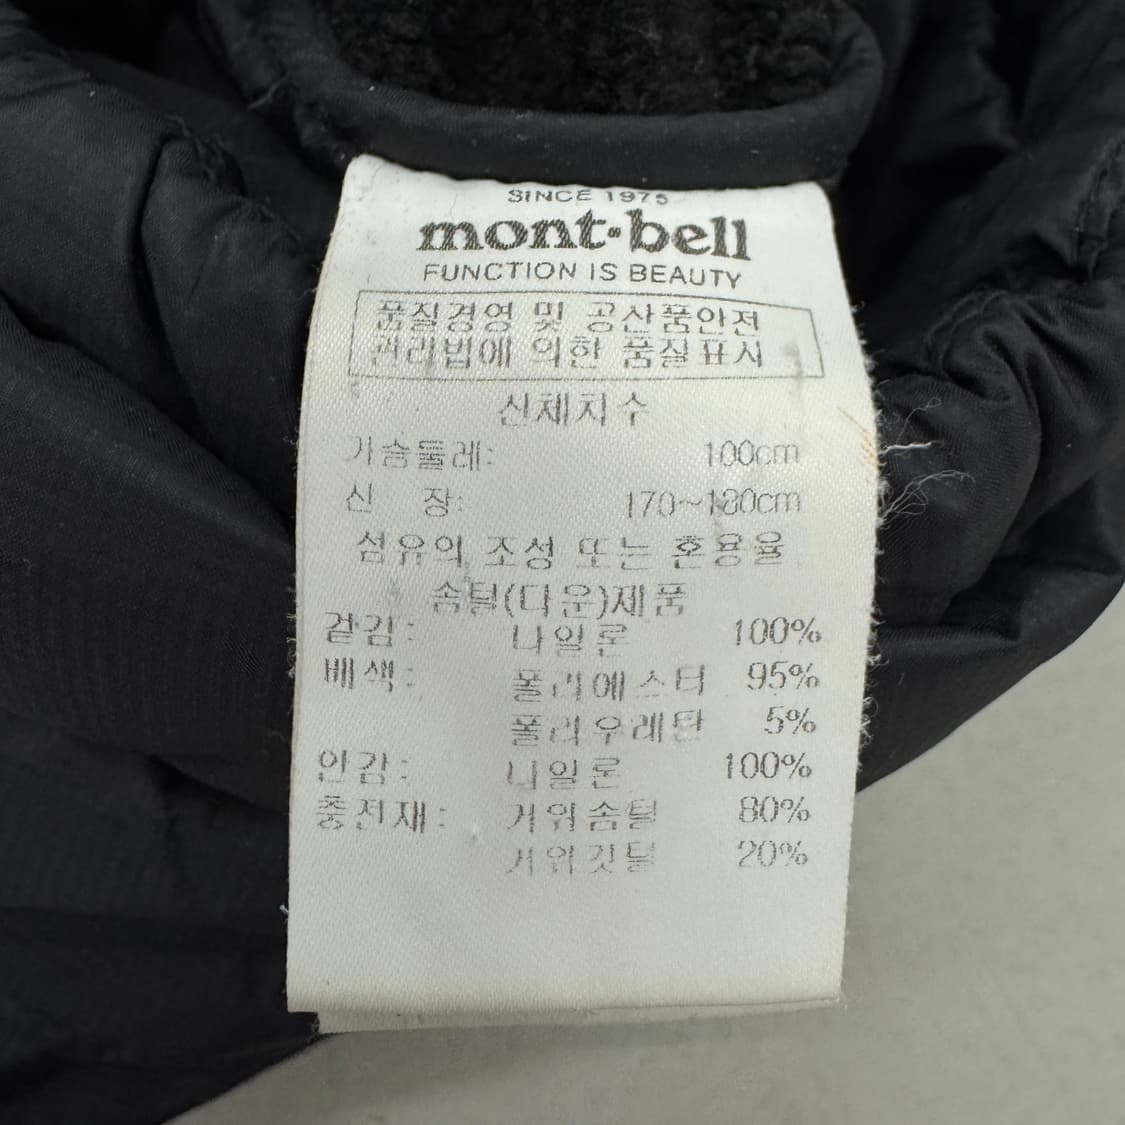 SINCE 1975
mont-bell
FUNCTION IS BEAUTY
품질경영 및 공산품안전
관리법에 의한 품질표시
신체치수
가슴둘레: 100cm
신 장: 170~180cm
섬유의 조성 또는 혼용율
솜털(다운)제품
겉감: 나일론 100%
배색: 폴리에스터 95%
폴리우레탄 5%
안감: 나일론 100%
충전재: 거위솜털 80%
거위깃털 20%